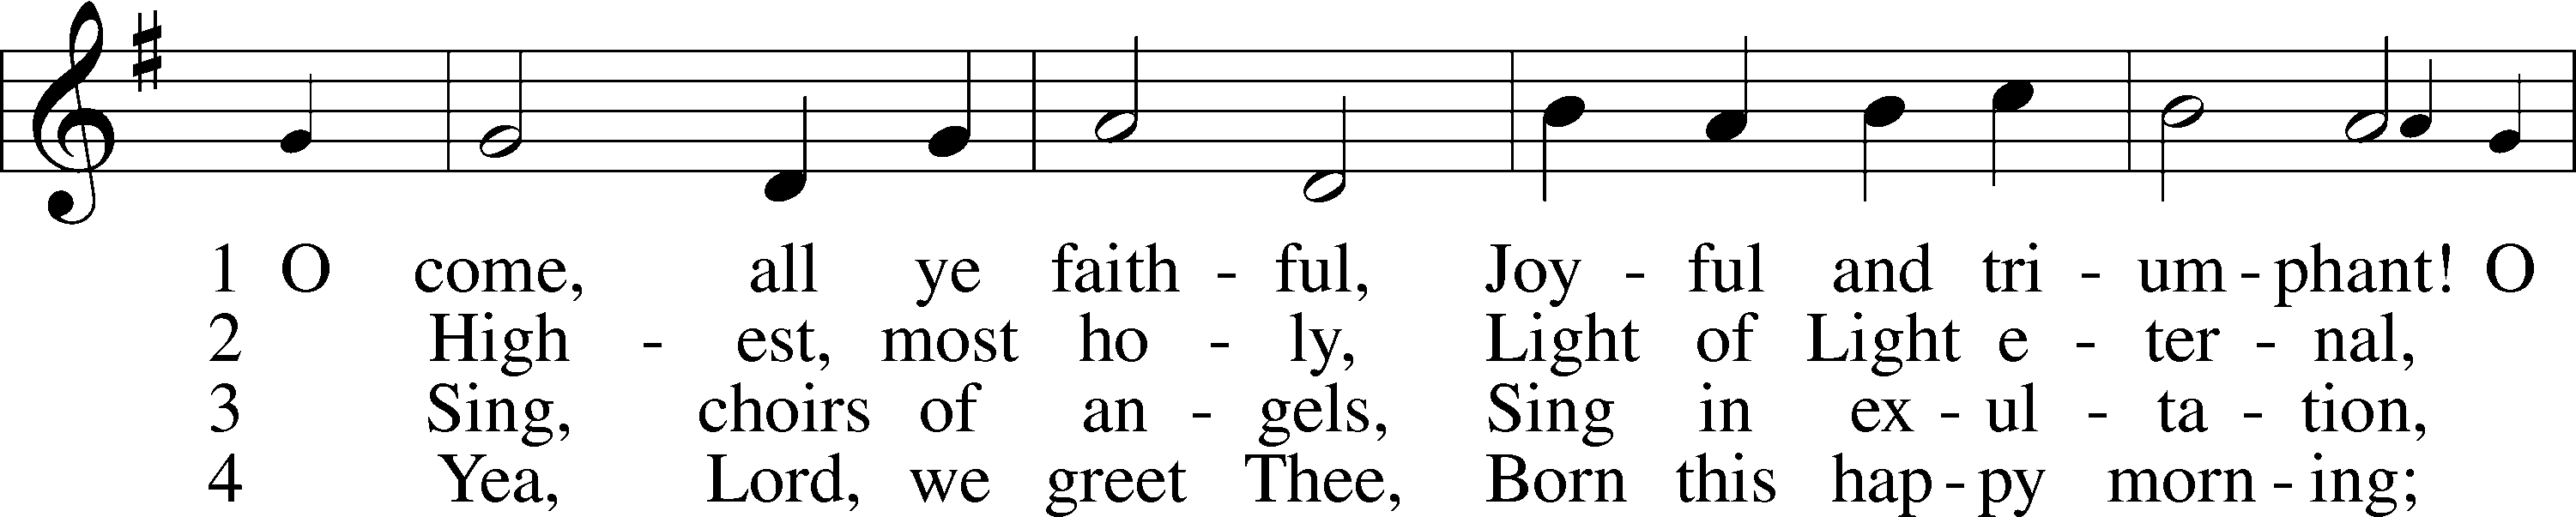 1 O come, all ye faith - ful, Joy - ful and tri - um - phant! O
2 High - est, most ho - ly, Light of Light e - ter - nal,
3 Sing, choirs of an - gels, Sing in ex - ul - ta - tion,
4 Yea, Lord, we greet Thee, Born this hap - py morn - ing;